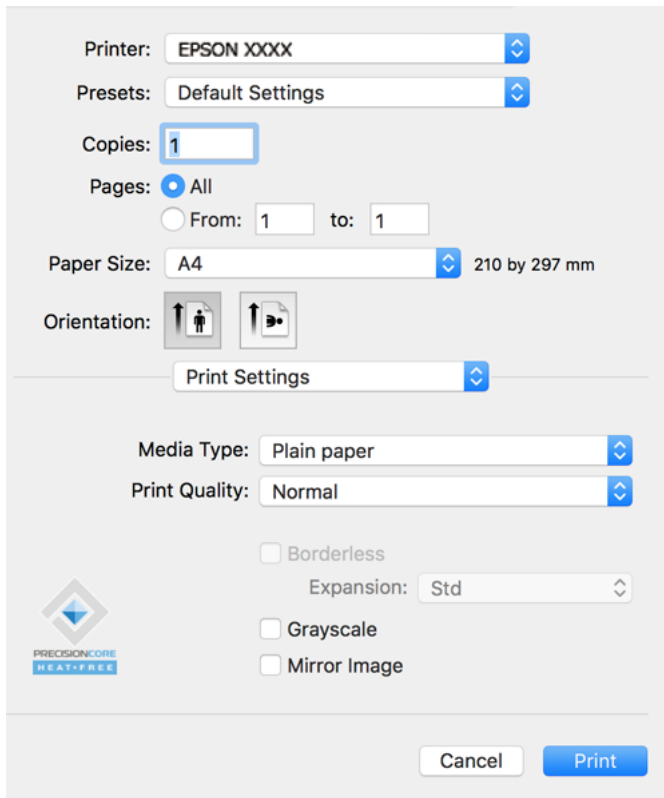 Printer: EPSON XXXX
Presets: Default Settings
Copies: 1
Pages: All
From: 1 to: 1
Paper Size: A4 210 by 297 mm
Orientation:
Print Settings
Media Type: Plain paper
Print Quality: Normal
Borderless
Expansion: Std
Grayscale
PRECISIONCORE
HEAT•FREE
Mirror Image
Cancel Print